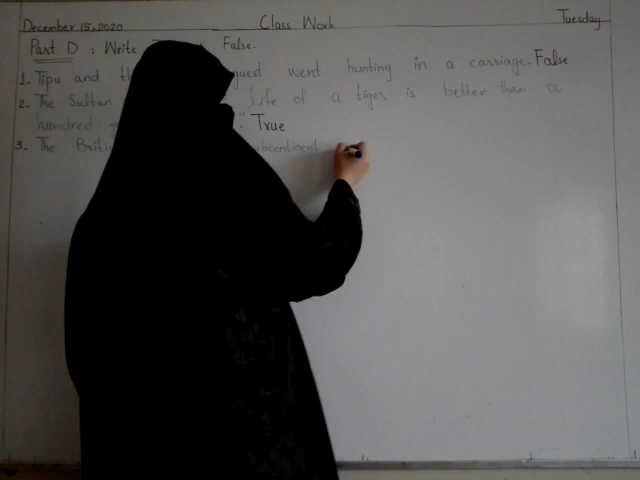 December 15, 2020 Class Work Tuesday
Part D : Write False.
1. Tipu and guest went hunting in a carriage. False
2. The Sultan Life of a tiger is better than a
hundred ". True
3. The